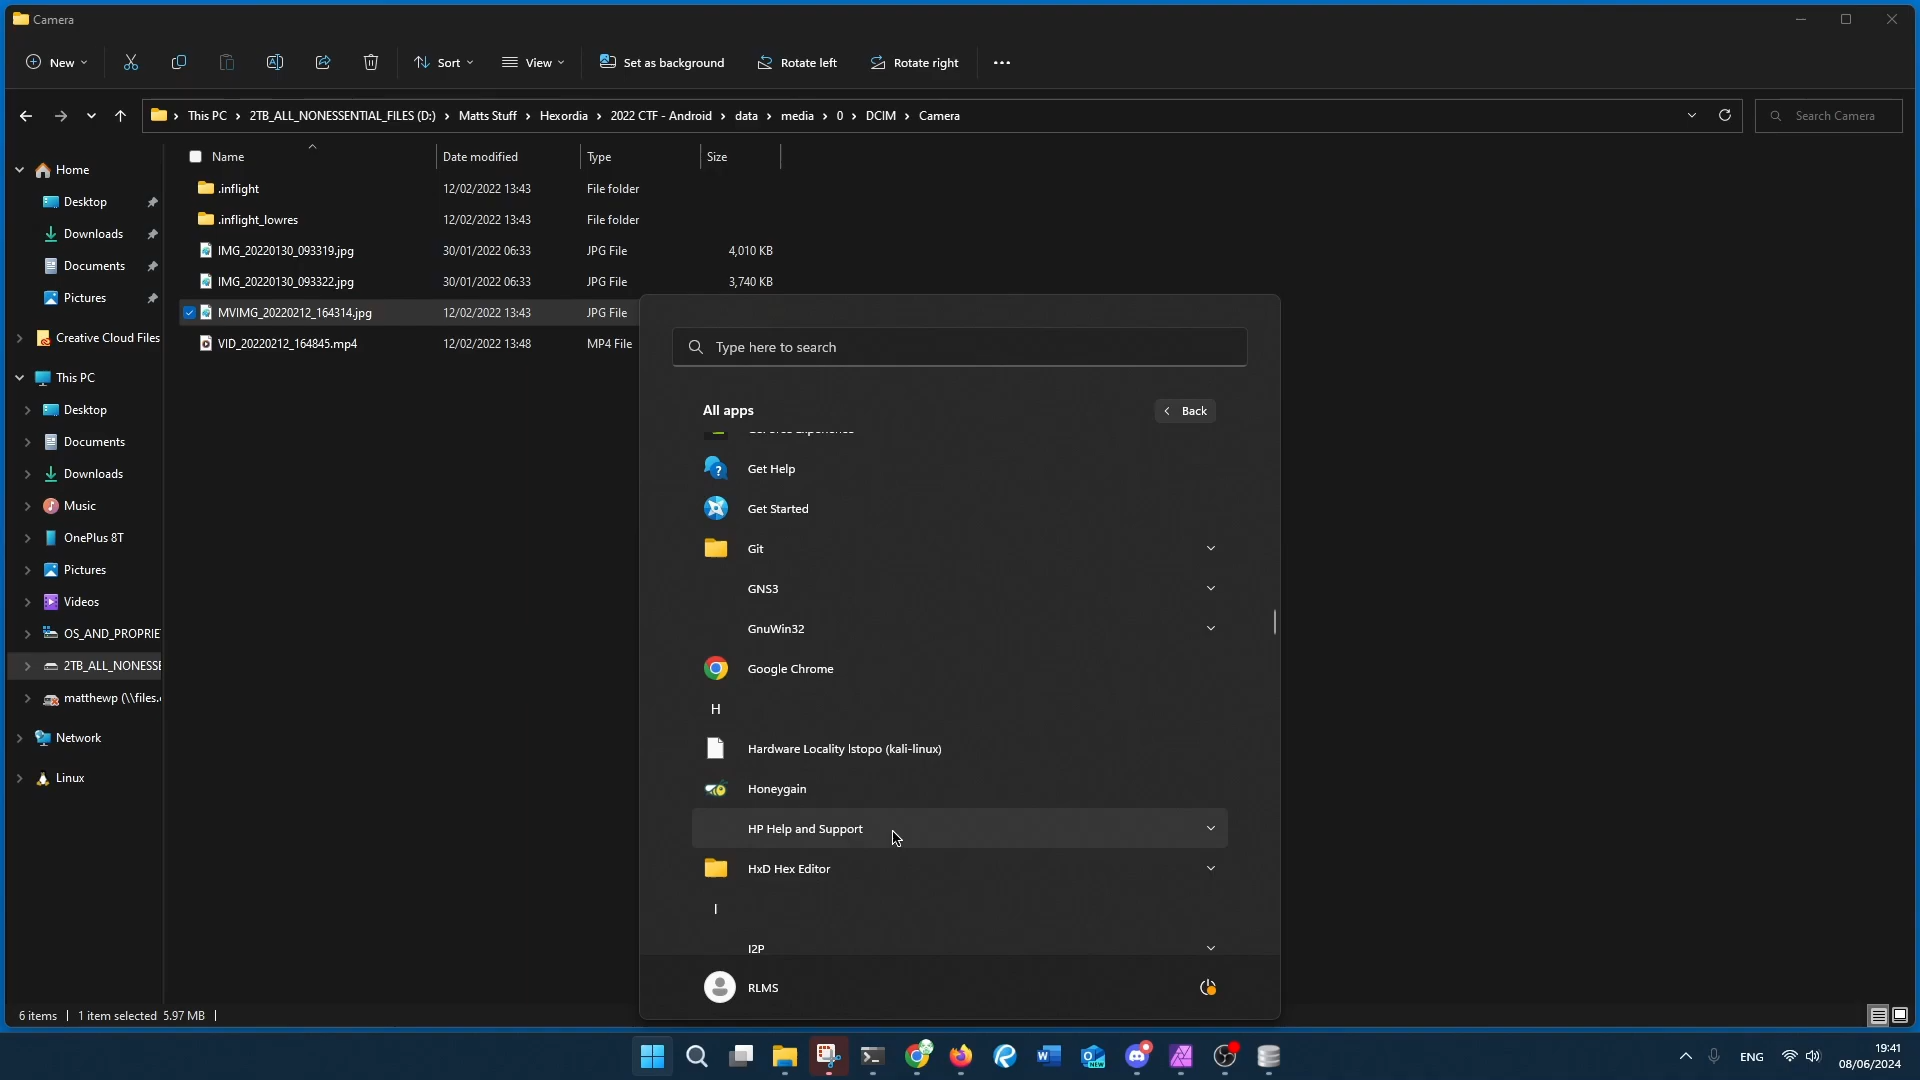 Camera
New
Sort
View
Set as background
Rotate left
Rotate right
This PC
2TB_ALL_NONESSENTIAL_FILES (D:)
Matts Stuff
Hexordia
2022 CTF - Android
data
media
0
DCIM
Camera
Search Camera
Name
Date modified
Type
Size
.inflight
12/02/2022 13:43
File folder
.inflight_lowres
12/02/2022 13:43
File folder
IMG_20220130_093319.jpg
30/01/2022 06:33
JPG File
4,010 KB
IMG_20220130_093322.jpg
30/01/2022 06:33
JPG File
3,740 KB
MVIMG_20220212_164314.jpg
12/02/2022 13:43
JPG File
VID_20220212_164845.mp4
12/02/2022 13:48
MP4 File
Home
Desktop
Downloads
Documents
Pictures
Creative Cloud Files
This PC
Desktop
Documents
Downloads
Music
OnePlus 8T
Pictures
Videos
OS_AND_PROPRIE
2TB_ALL_NONESSE
matthewp (\\files.
Network
Linux
Type here to search
All apps
Back
Get Help
Get Started
Git
GNS3
GnuWin32
Google Chrome
H
Hardware Locality lstopo (kali-linux)
Honeygain
HP Help and Support
HxD Hex Editor
I
I2P
RLMS
6 items
1 item selected 5.97 MB
NEW
ENG
19:41
08/06/2024